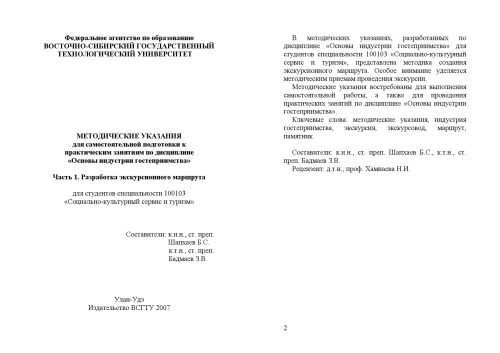 Федеральное агентство по образованию
ВОСТОЧНО-СИБИРСКИЙ ГОСУДАРСТВЕННЫЙ
ТЕХНОЛОГИЧЕСКИЙ УНИВЕРСИТЕТ
МЕТОДИЧЕСКИЕ УКАЗАНИЯ
для самостоятельной подготовки к
практическим занятиям по дисциплине
«Основы индустрии гостеприимства»
Часть 1. Разработка экскурсионного маршрута
для студентов специальности 100103
«Социально-культурный сервис и туризм»
Составители: к.и.н., ст. преп.
Шапхаев Б.С.
к.т.н., ст. преп.
Бадмаев З.В.
Улан-Удэ
Издательство ВСГТУ 2007
В методических указаниях, разработанных по
дисциплине «Основы индустрии гостеприимства» для
студентов специальности 100103 «Социально-культурный
сервис и туризм», представлена методика создания
экскурсионного маршрута. Особое внимание уделяется
методическим приемам проведения экскурсии.
Методические указания востребованы для выполнения
самостоятельной работы, а также для проведения
практических занятий по дисциплине «Основы индустрии
гостеприимства».
Ключевые слова: методические указания, индустрия
гостеприимства, экскурсия, экскурсовод, маршрут,
памятник.
Составители: к.и.н., ст. преп. Шапхаев Б.С., к.т.н., ст.
преп. Бадмаев З.В.
Рецензент: д.т.н., проф. Хамнаева Н.И.
2